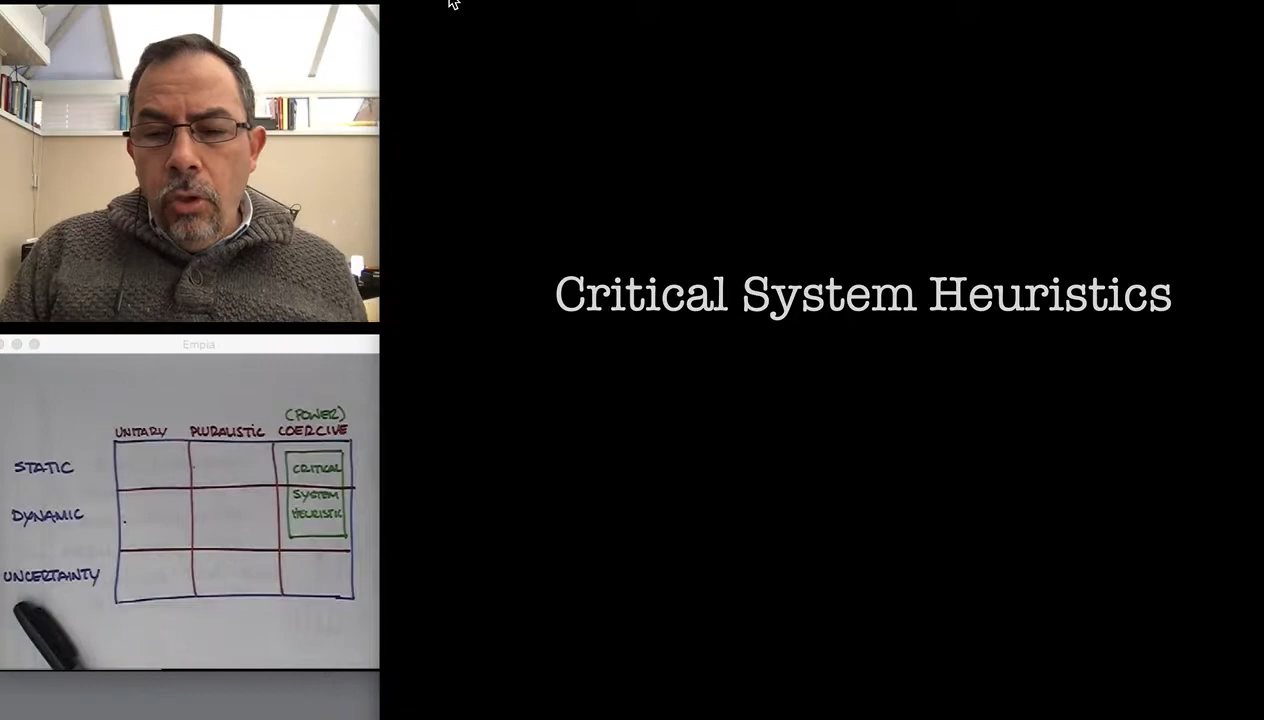 Critical System Heuristics
Empia
(POWER)
UNITARY PLURALISTIC COERCIVE
STATIC
CRITICAL
SYSTEM
HEURISTIC
DYNAMIC
UNCERTAINTY